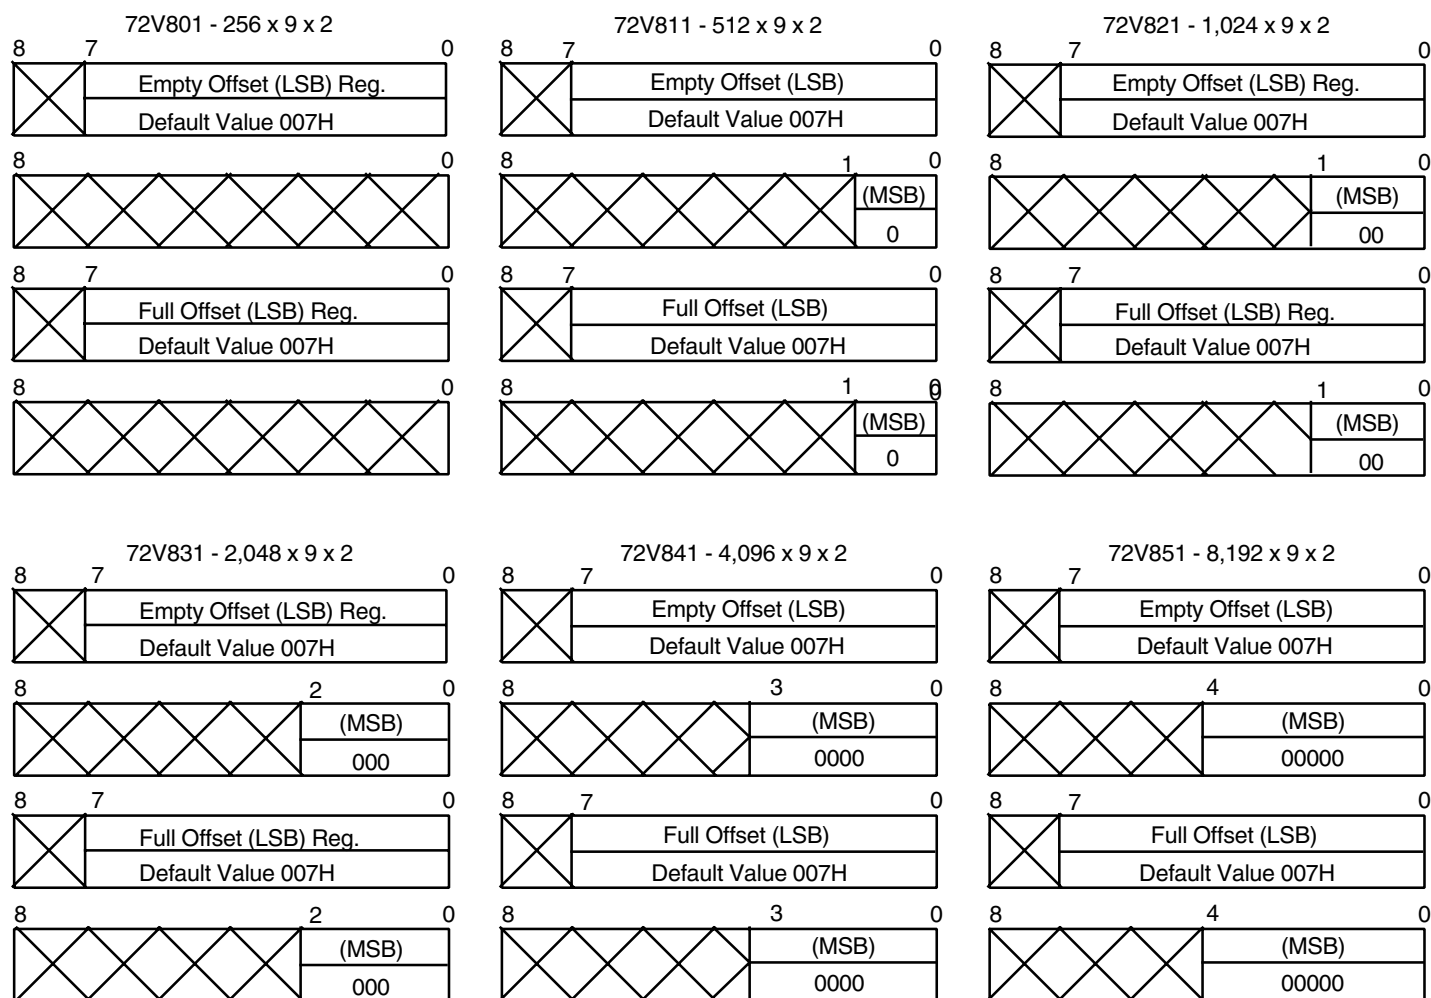 72V801 - 256 x 9 x 2
8 7 0
Empty Offset (LSB) Reg.
Default Value 007H
8 0
8 7 0
Full Offset (LSB) Reg.
Default Value 007H
8 0
72V811 - 512 x 9 x 2
8 7 0
Empty Offset (LSB)
Default Value 007H
8 1 0
(MSB)
0
8 7 0
Full Offset (LSB)
Default Value 007H
8 1 0
0
(MSB)
0
72V821 - 1,024 x 9 x 2
8 7 0
Empty Offset (LSB) Reg.
Default Value 007H
8 1 0
(MSB)
00
8 7 0
Full Offset (LSB) Reg.
Default Value 007H
8 1 0
(MSB)
00
72V831 - 2,048 x 9 x 2
8 7 0
Empty Offset (LSB) Reg.
Default Value 007H
8 2 0
(MSB)
000
8 7 0
Full Offset (LSB) Reg.
Default Value 007H
8 2 0
(MSB)
000
72V841 - 4,096 x 9 x 2
8 7 0
Empty Offset (LSB)
Default Value 007H
8 3 0
(MSB)
0000
8 7 0
Full Offset (LSB)
Default Value 007H
8 3 0
(MSB)
0000
72V851 - 8,192 x 9 x 2
8 7 0
Empty Offset (LSB)
Default Value 007H
8 4 0
(MSB)
00000
8 7 0
Full Offset (LSB)
Default Value 007H
8 4 0
(MSB)
00000